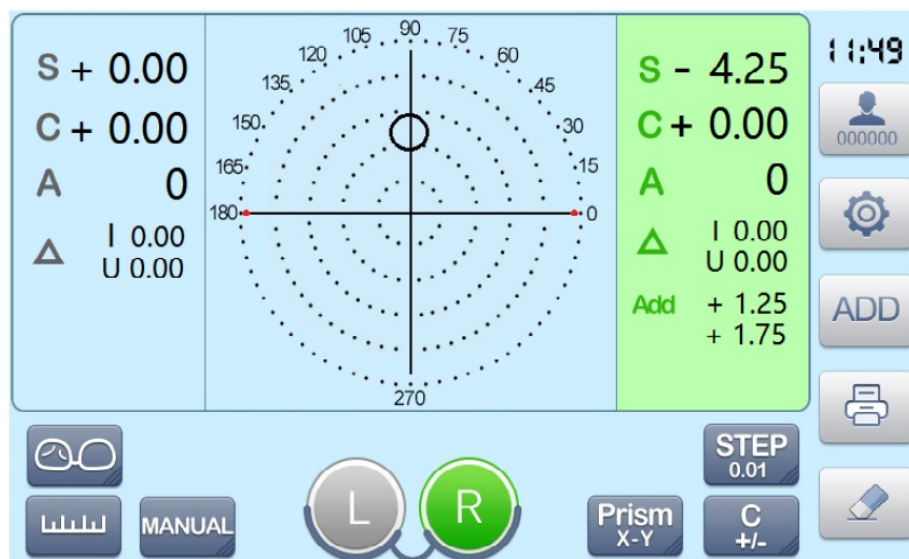 S + 0.00
C + 0.00
A 0
Δ I 0.00
U 0.00
90
105 75
120 60
135 45
150 30
165 15
180 0
270
S - 4.25
C + 0.00
A 0
Δ I 0.00
U 0.00
Add + 1.25
+ 1.75
11:49
000000
ADD
MANUAL
L
R
STEP
0.01
Prism
X-Y
C
+/-